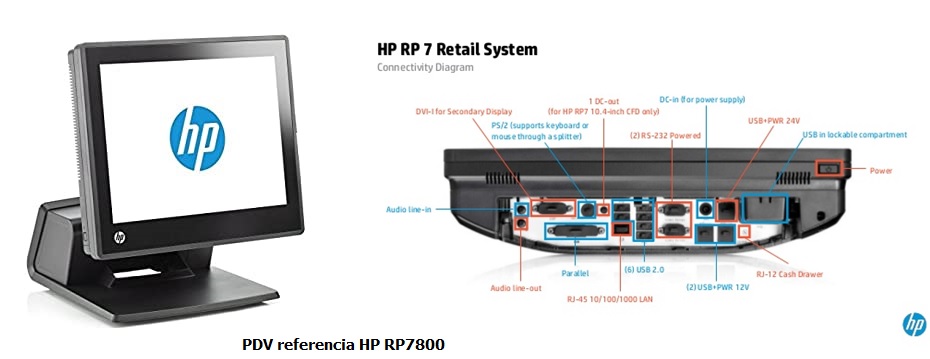 hp
hp
HP RP 7 Retail System
Connectivity Diagram
DVI-I for Secondary Display
PS/2 (supports keyboard or
mouse through a splitter)
1 DC-out
(for HP RP7 10.4-inch CFD only)
(2) RS-232 Powered
DC-in (for power supply)
USB+PWR 24V
USB in lockable compartment
Power
Audio line-in
Audio line-out
Parallel
RJ-45 10/100/1000 LAN
(6) USB 2.0
(2) USB+PWR 12V
RJ-12 Cash Drawer
hp
PDV referencia HP RP7800